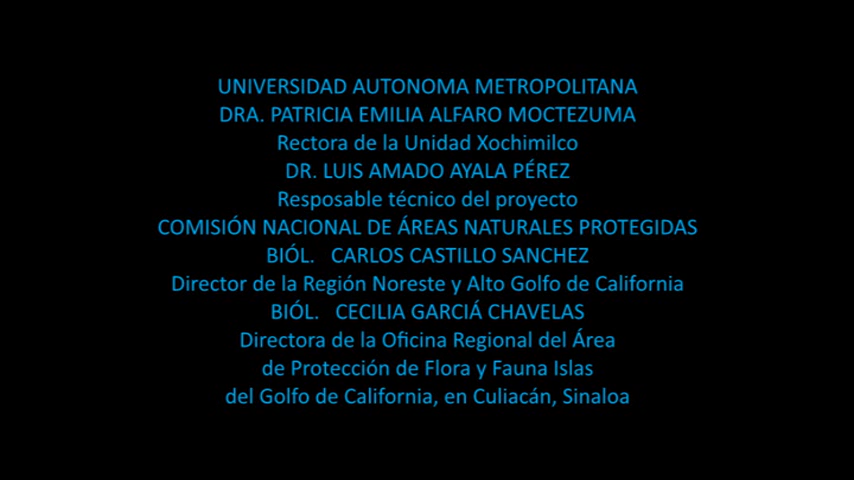 UNIVERSIDAD AUTONOMA METROPOLITANA
DRA. PATRICIA EMILIA ALFARO MOCTEZUMA
Rectora de la Unidad Xochimilco
DR. LUIS AMADO AYALA PÉREZ
Resposable técnico del proyecto
COMISIÓN NACIONAL DE ÁREAS NATURALES PROTEGIDAS
BIÓL. CARLOS CASTILLO SANCHEZ
Director de la Región Noreste y Alto Golfo de California
BIÓL. CECILIA GARCIÁ CHAVELAS
Directora de la Oficina Regional del Área
de Protección de Flora y Fauna Islas
del Golfo de California, en Culiacán, Sinaloa